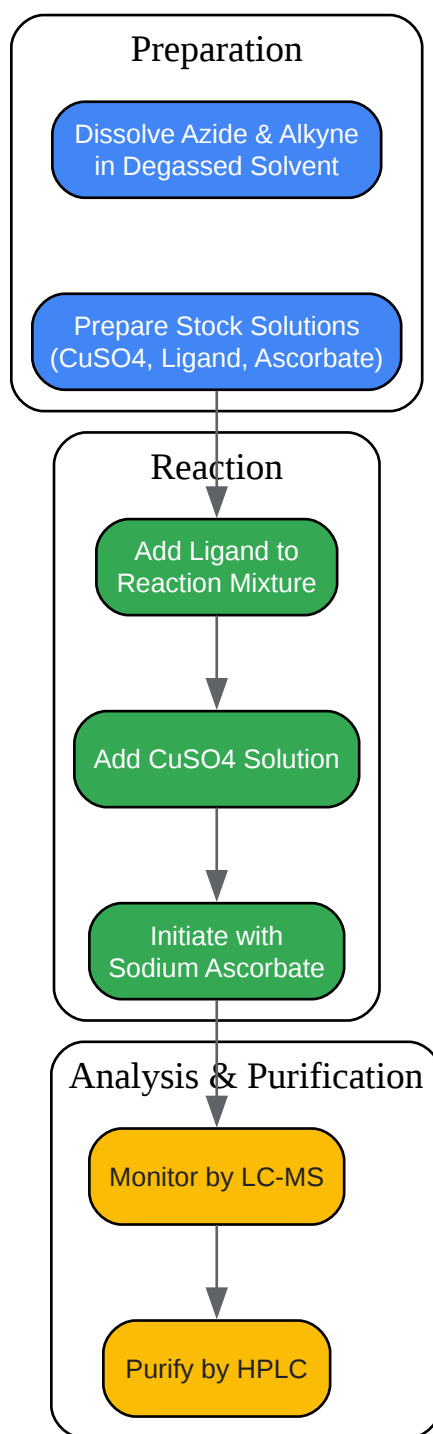 Preparation
Dissolve Azide & Alkyne
in Degassed Solvent
Prepare Stock Solutions
(CuSO4, Ligand, Ascorbate)
Reaction
Add Ligand to
Reaction Mixture
Add CuSO4 Solution
Initiate with
Sodium Ascorbate
Analysis & Purification
Monitor by LC-MS
Purify by HPLC